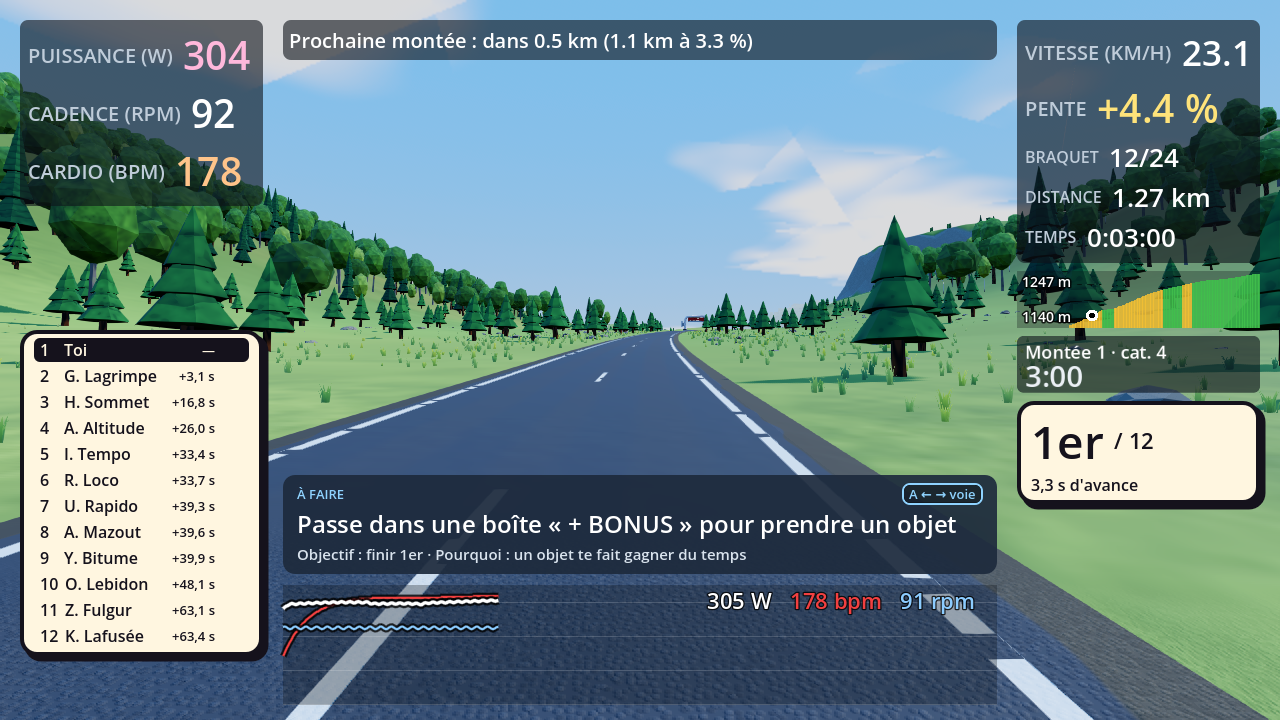 PUISSANCE (W) 304
CADENCE (RPM) 92
CARDIO (BPM) 178
Prochaine montée : dans 0.5 km (1.1 km à 3.3 %)
VITESSE (KM/H) 23.1
PENTE +4.4 %
BRAQUET 12/24
DISTANCE 1.27 km
TEMPS 0:03:00
1247 m
1140 m
Montée 1 · cat. 4
3:00
1er / 12
3,3 s d'avance
1 Toi —
2 G. Lagrimpe +3,1 s
3 H. Sommet +16,8 s
4 A. Altitude +26,0 s
5 I. Tempo +33,4 s
6 R. Loco +33,7 s
7 U. Rapido +39,3 s
8 A. Mazout +39,6 s
9 Y. Bitume +39,9 s
10 O. Lebidon +48,1 s
11 Z. Fulgur +63,1 s
12 K. Lafusée +63,4 s
À FAIRE
A ← → voie
Passe dans une boîte « + BONUS » pour prendre un objet
Objectif : finir 1er · Pourquoi : un objet te fait gagner du temps
305 W 178 bpm 91 rpm